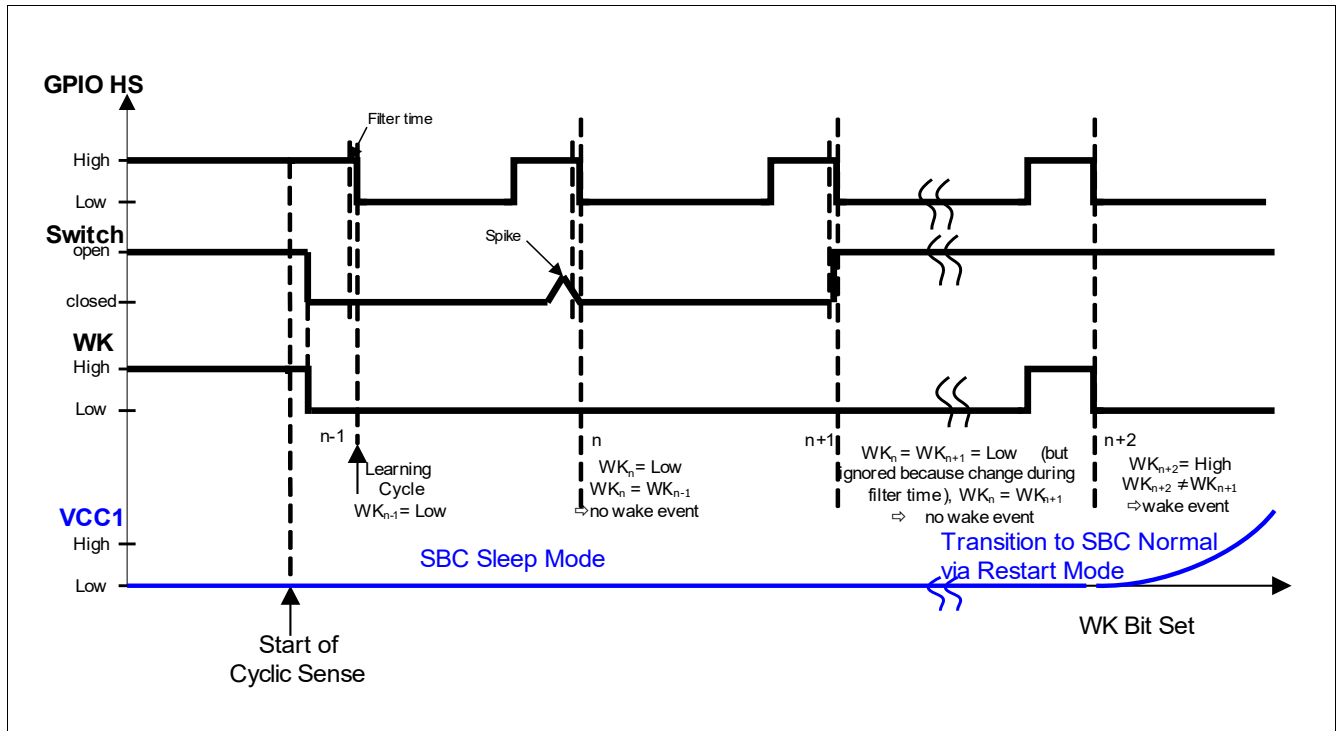 GPIO HS
Filter time
High
Low
Switch
open
Spike
closed
WK
High
Low
n-1
Learning
Cycle
WKn-1= Low
n
WKn= Low
WKn = WKn-1
⇨no wake event
n+1
WKn = WKn+1 = Low (but
ignored because change during
filter time), WKn = WKn+1
⇨ no wake event
n+2
WKn+2= High
WKn+2 ≠WKn+1
⇨wake event
VCC1
High
Low
SBC Sleep Mode
Transition to SBC Normal
via Restart Mode
Start of
Cyclic Sense
WK Bit Set